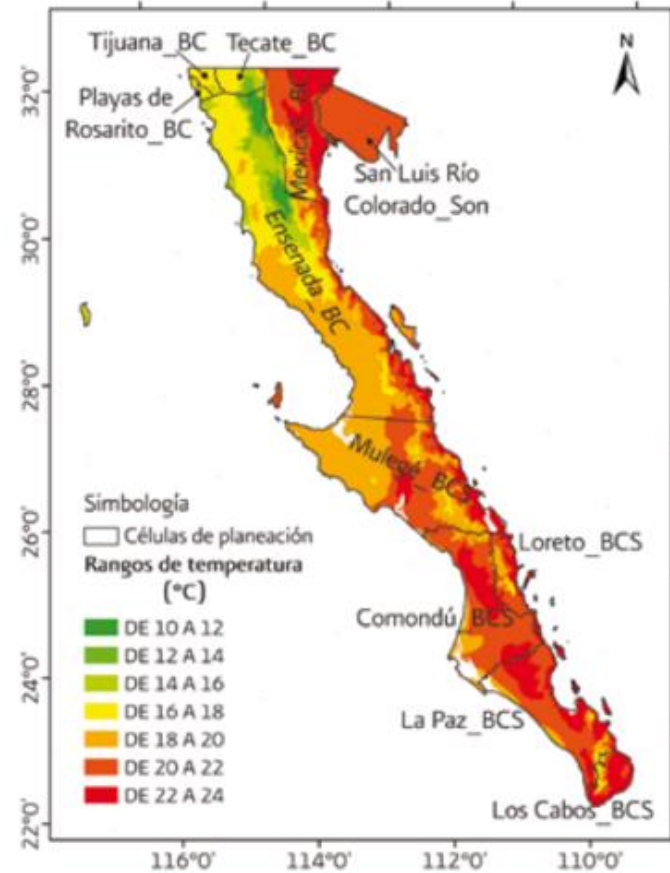 Tijuana_BC
Tecate_BC
N
Playas de
Rosarito_BC
Mexicali_BC
San Luis Río
Colorado_Son
Ensenada_BC
Mulegé_BCS
Loreto_BCS
Comondú_BCS
La Paz_BCS
Los Cabos_BCS
Simbología
Células de planeación
Rangos de temperatura
(°C)
DE 10 A 12
DE 12 A 14
DE 14 A 16
DE 16 A 18
DE 18 A 20
DE 20 A 22
DE 22 A 24
32°0'
30°0'
28°0'
26°0'
24°0'
22°0'
116°0'
114°0'
112°0'
110°0'